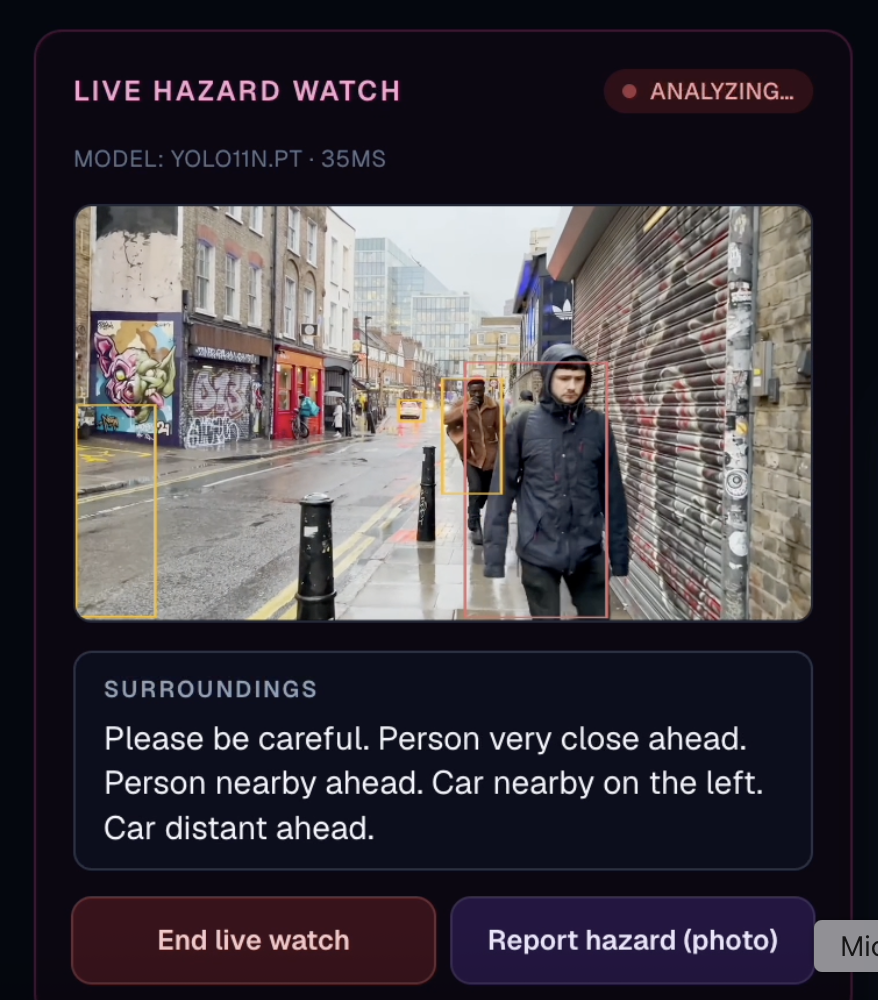 LIVE HAZARD WATCH
ANALYZING...
MODEL: YOLO11N.PT · 35MS
SURROUNDINGS
Please be careful. Person very close ahead.
Person nearby ahead. Car nearby on the left.
Car distant ahead.
End live watch
Report hazard (photo)